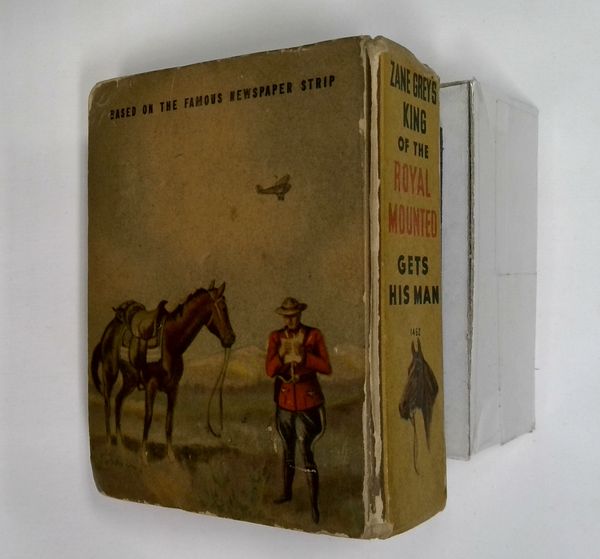 BASED ON THE FAMOUS NEWSPAPER STRIP
ZANE GREY'S
KING
OF THE
ROYAL
MOUNTED
GETS
HIS MAN
1452